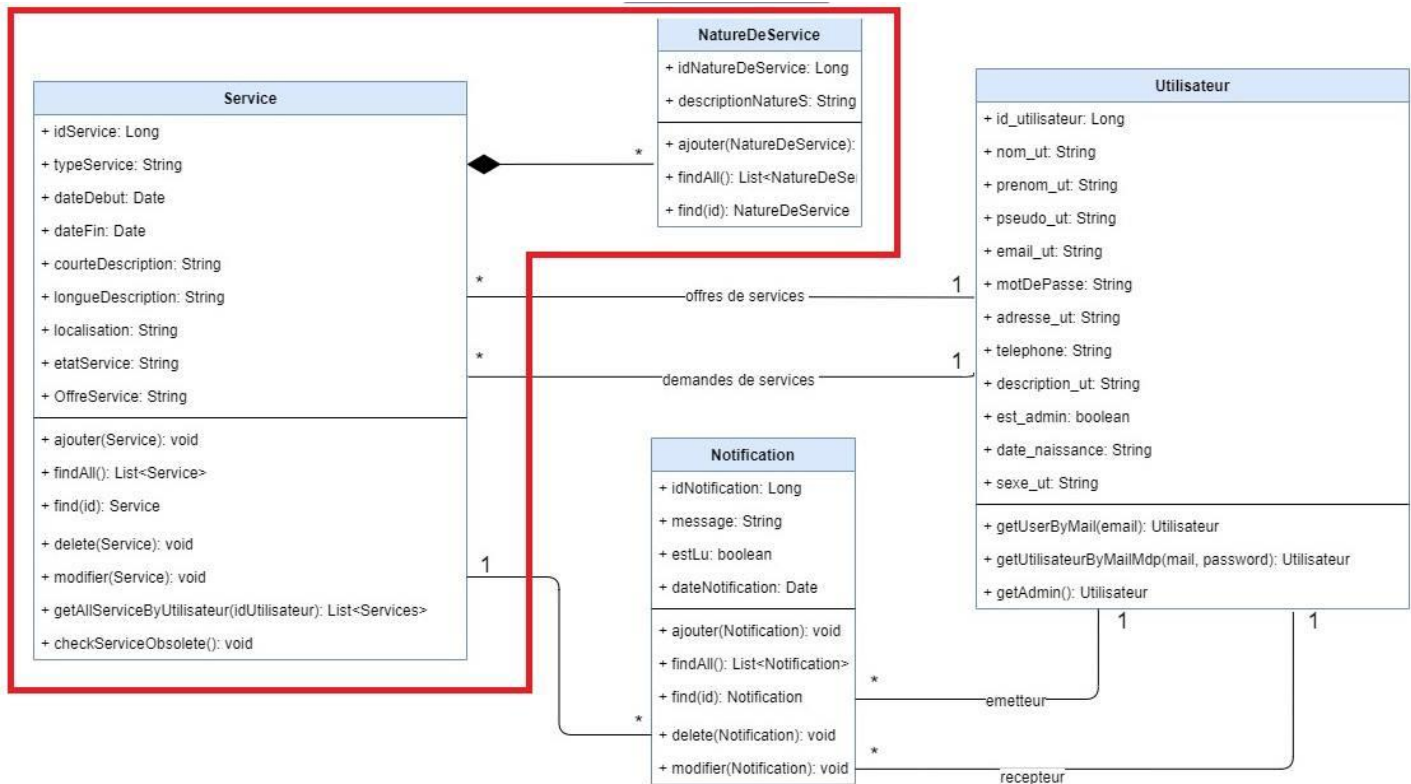 NatureDeService
+ idNatureDeService: Long
+ descriptionNatureS: String
+ ajouter(NatureDeService):
+ findAll(): List<NatureDeSe
+ find(id): NatureDeService
Service
+ idService: Long
+ typeService: String
+ dateDebut: Date
+ dateFin: Date
+ courteDescription: String
+ longueDescription: String
+ localisation: String
+ etatService: String
+ OffreService: String
+ ajouter(Service): void
+ findAll(): List<Service>
+ find(id): Service
+ delete(Service): void
+ modifier(Service): void
+ getAllServiceByUtilisateur(idUtilisateur): List<Services>
+ checkServiceObsolete(): void
*
* offres de services 1
* demandes de services 1
Utilisateur
+ id_utilisateur: Long
+ nom_ut: String
+ prenom_ut: String
+ pseudo_ut: String
+ email_ut: String
+ motDePasse: String
+ adresse_ut: String
+ telephone: String
+ description_ut: String
+ est_admin: boolean
+ date_naissance: String
+ sexe_ut: String
+ getUserByMail(email): Utilisateur
+ getUtilisateurByMailMdp(mail, password): Utilisateur
+ getAdmin(): Utilisateur
Notification
+ idNotification: Long
+ message: String
+ estLu: boolean
+ dateNotification: Date
+ ajouter(Notification): void
+ findAll(): List<Notification>
+ find(id): Notification
+ delete(Notification): void
+ modifier(Notification): void
1
*
* emetteur 1
* recepteur 1